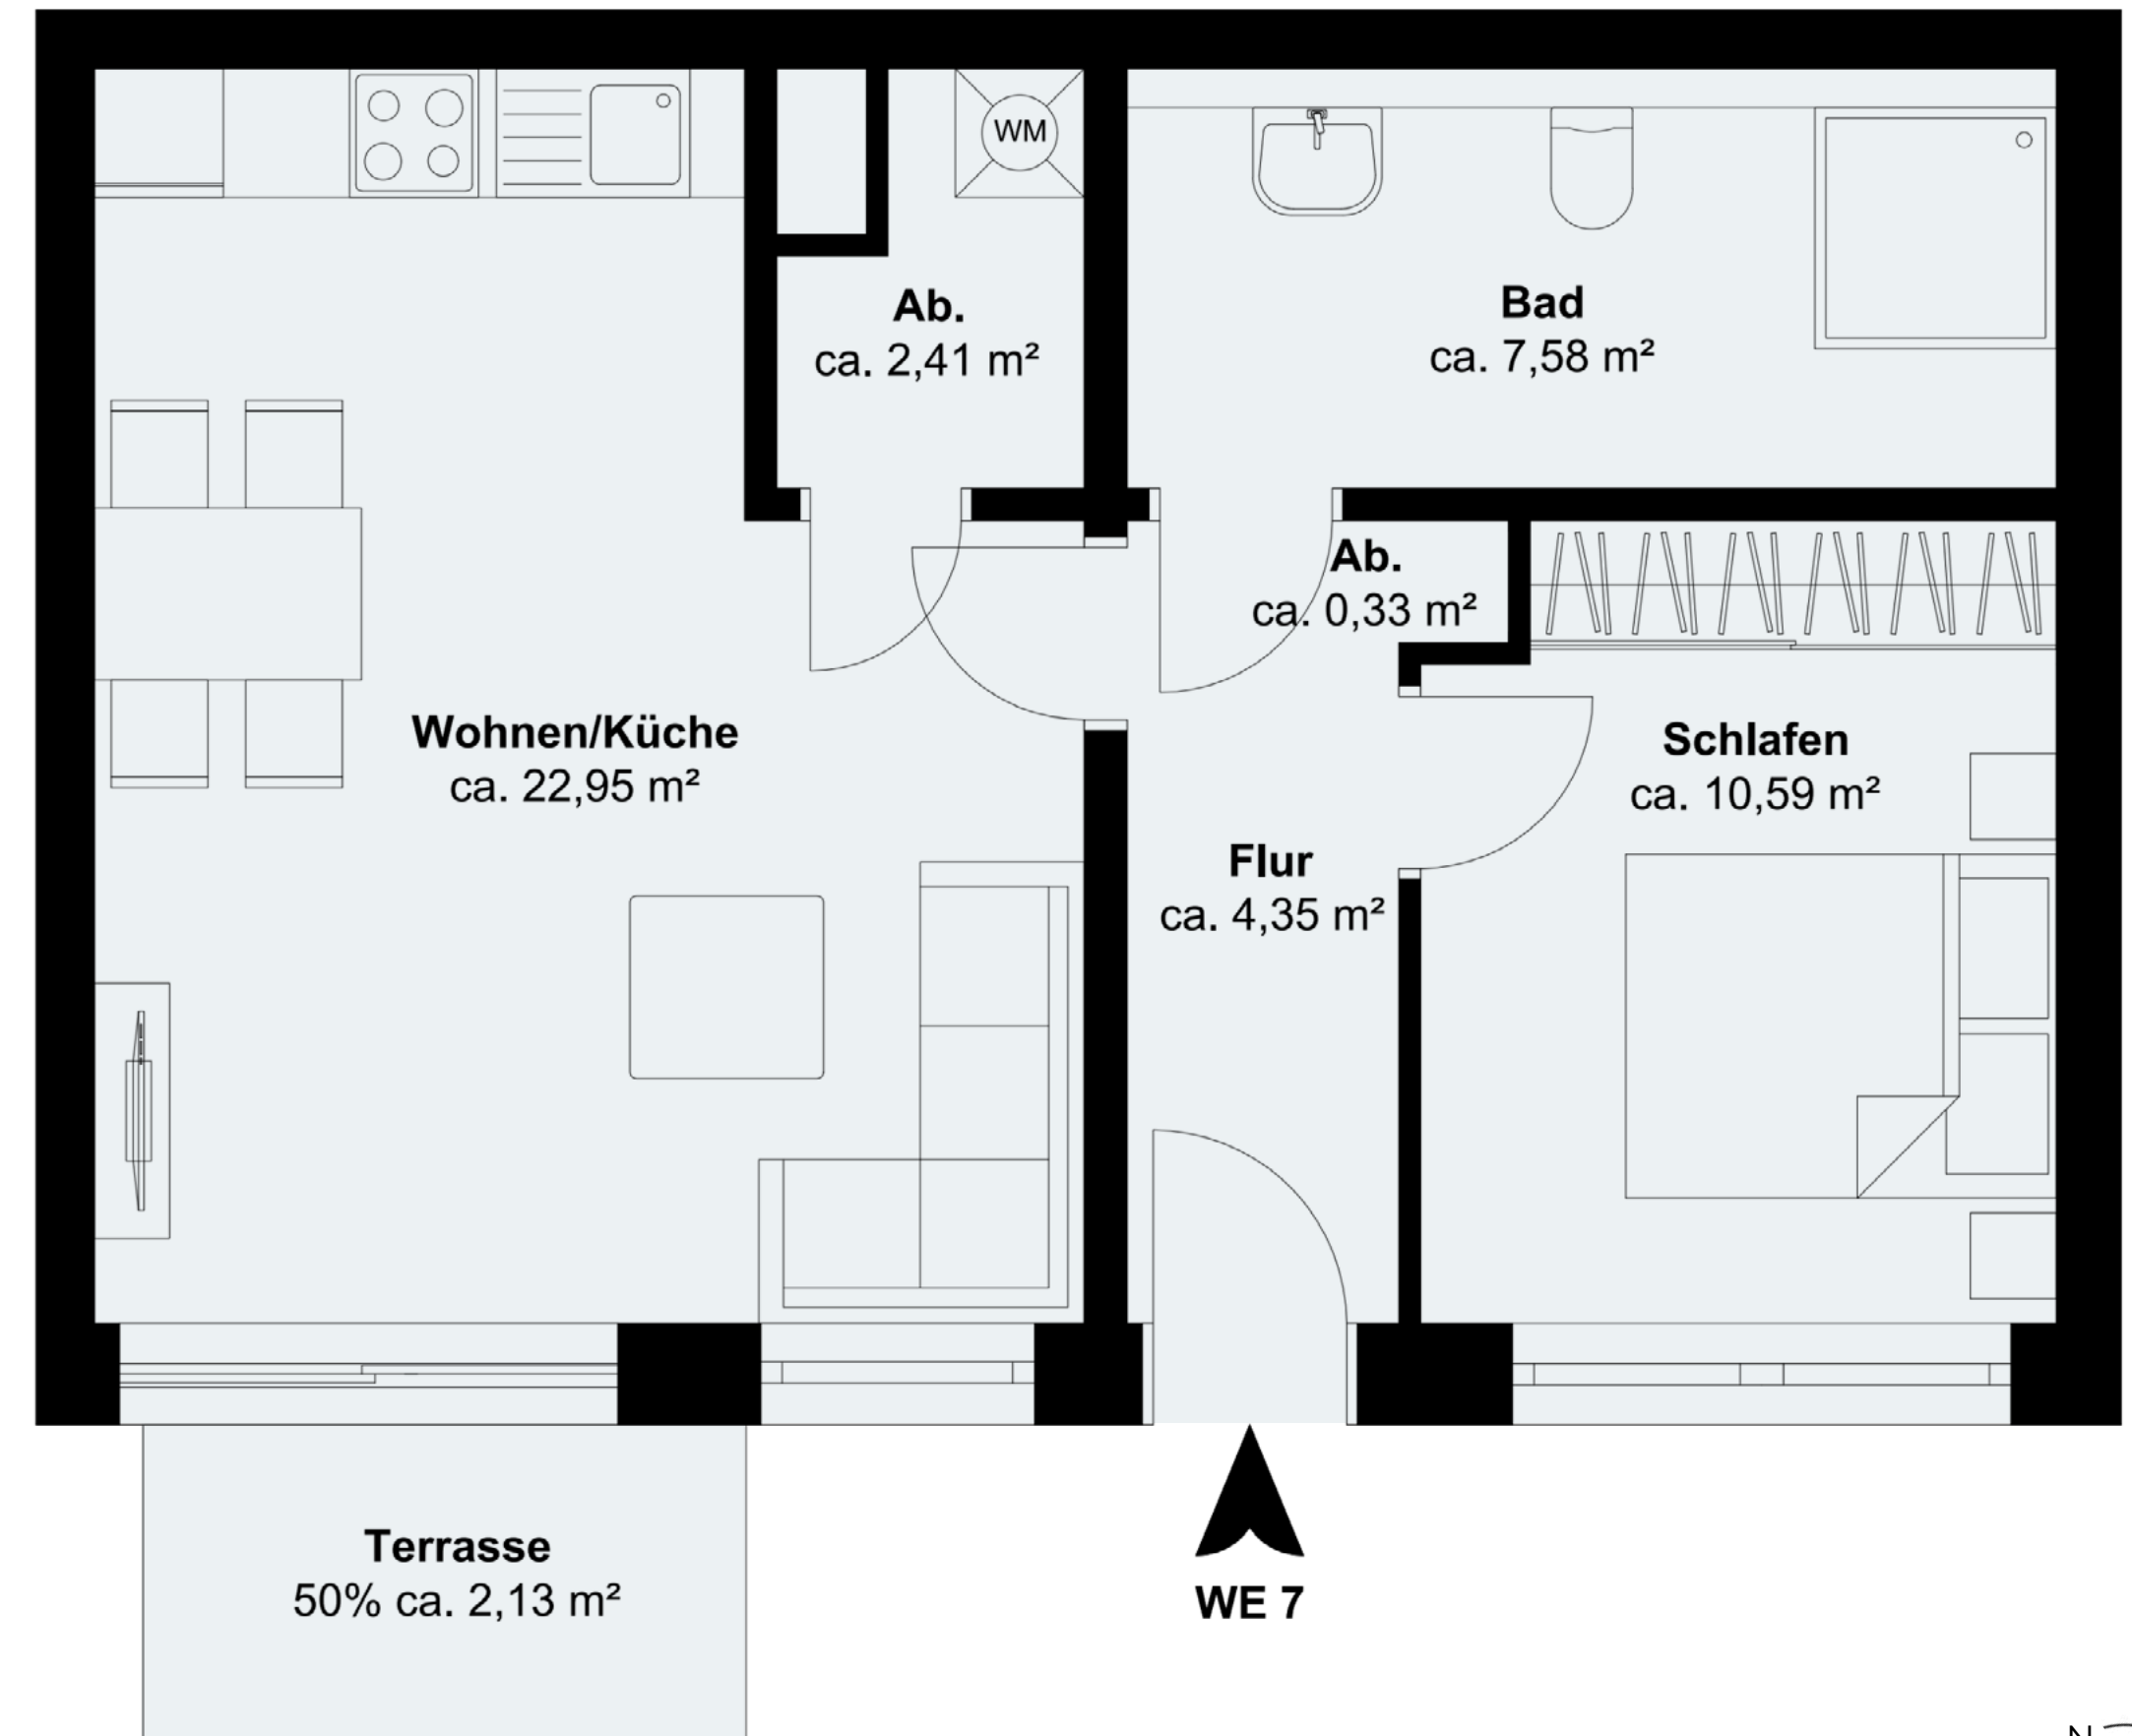 WM
Ab.
ca. 2,41 m²
Bad
ca. 7,58 m²
Ab.
ca. 0,33 m²
Wohnen/Küche
ca. 22,95 m²
Schlafen
ca. 10,59 m²
Flur
ca. 4,35 m²
Terrasse
50% ca. 2,13 m²
WE 7
N